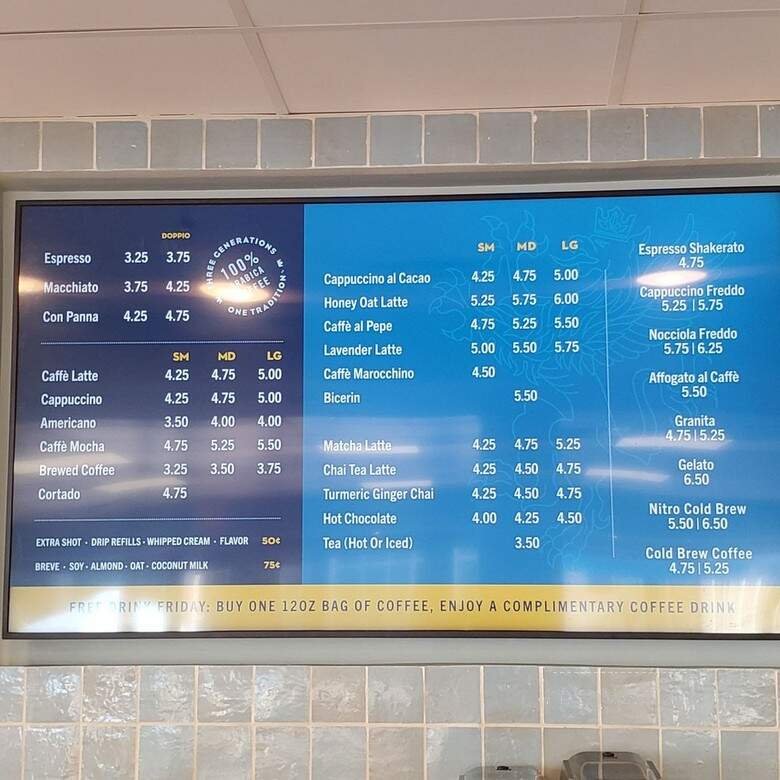 DOPPIO
Espresso 3.25 3.75
Macchiato 3.75 4.25
Con Panna 4.25 4.75
THREE GENERATIONS
ONE TRADITION
100%
ARABICA
COFFEE
SM MD LG
Caffè Latte 4.25 4.75 5.00
Cappuccino 4.25 4.75 5.00
Americano 3.50 4.00 4.00
Caffè Mocha 4.75 5.25 5.50
Brewed Coffee 3.25 3.50 3.75
Cortado 4.75
EXTRA SHOT • DRIP REFILLS • WHIPPED CREAM • FLAVOR 50¢
BREVE • SOY • ALMOND • OAT • COCONUT MILK 75¢
SM MD LG
Cappuccino al Cacao 4.25 4.75 5.00
Honey Oat Latte 5.25 5.75 6.00
Caffè al Pepe 4.75 5.25 5.50
Lavender Latte 5.00 5.50 5.75
Caffè Marocchino 4.50
Bicerin 5.50
Matcha Latte 4.25 4.75 5.25
Chai Tea Latte 4.25 4.50 4.75
Turmeric Ginger Chai 4.25 4.50 4.75
Hot Chocolate 4.00 4.25 4.50
Tea (Hot Or Iced) 3.50
Espresso Shakerato
4.75
Cappuccino Freddo
5.25 | 5.75
Nocciola Freddo
5.75 | 6.25
Affogato al Caffè
5.50
Granita
4.75 | 5.25
Gelato
6.50
Nitro Cold Brew
5.50 | 6.50
Cold Brew Coffee
4.75 | 5.25
FREE DRINK FRIDAY: BUY ONE 12OZ BAG OF COFFEE, ENJOY A COMPLIMENTARY COFFEE DRINK